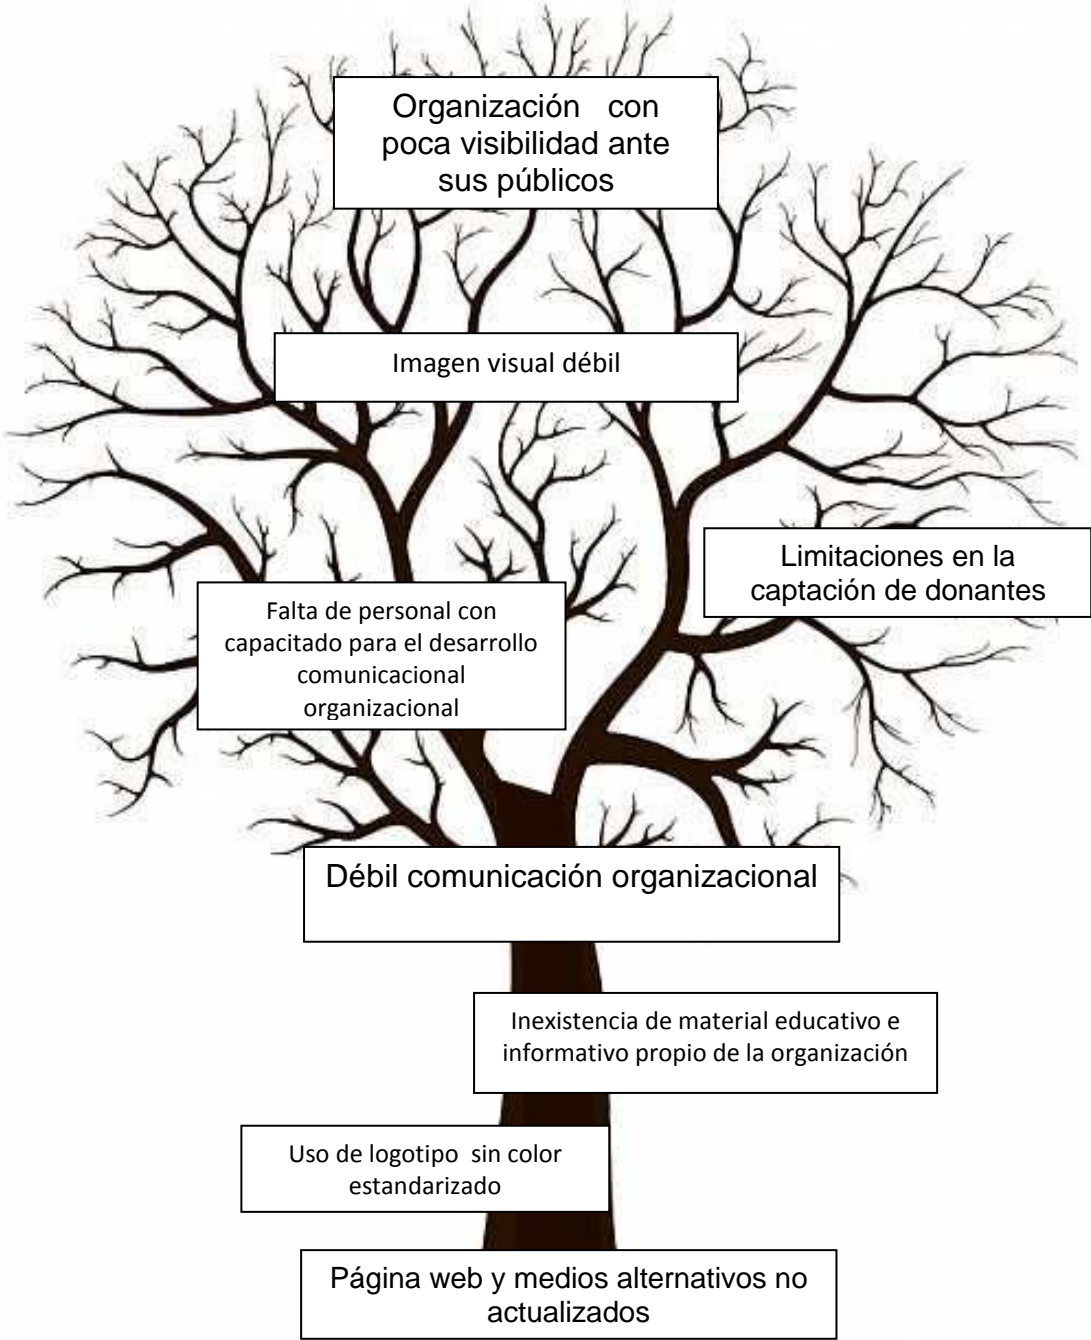 Organización con
poca visibilidad ante
sus públicos
Imagen visual débil
Limitaciones en la
captación de donantes
Falta de personal con
capacitado para el desarrollo
comunicacional
organizacional
Débil comunicación organizacional
Inexistencia de material educativo e
informativo propio de la organización
Uso de logotipo sin color
estandarizado
Página web y medios alternativos no
actualizados